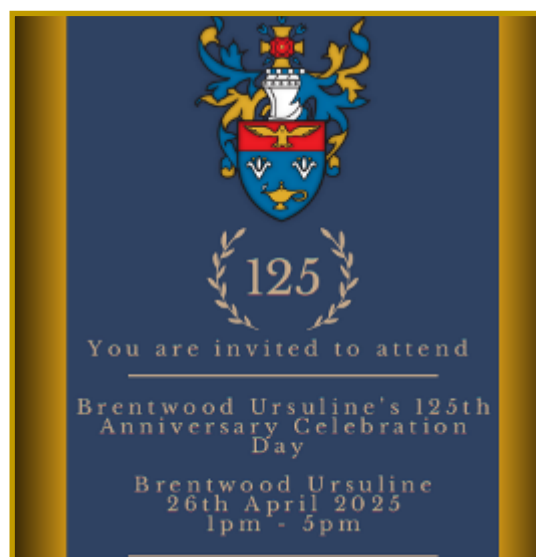 125
You are invited to attend
Brentwood Ursuline's 125th
Anniversary Celebration
Day
Brentwood Ursuline
26th April 2025
1pm - 5pm